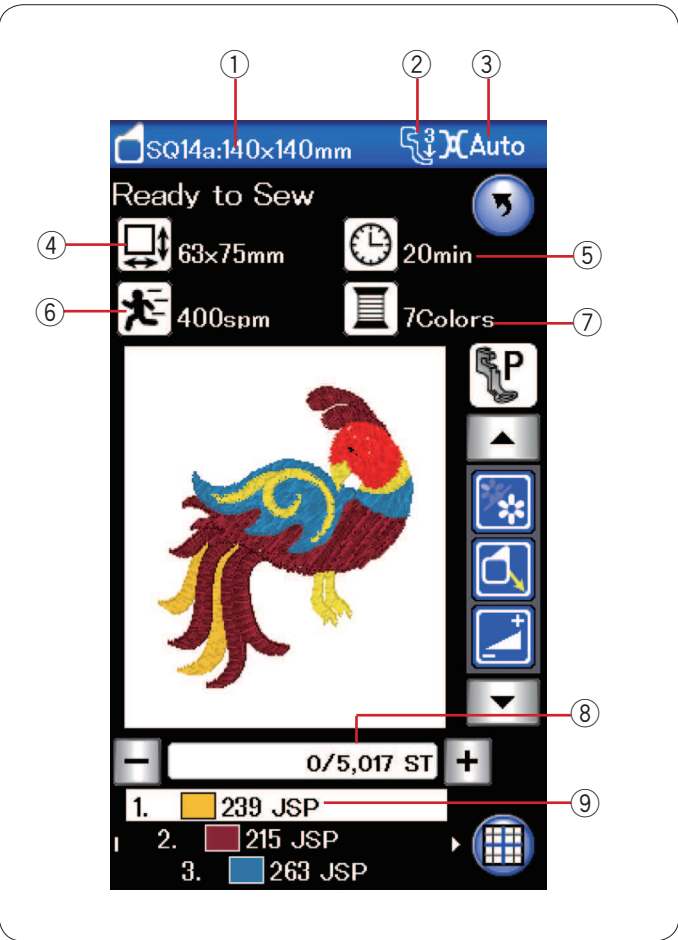 ① ② ③
SQ14a:140x140mm 3 Auto
Ready to Sew
④ 63x75mm 20min ⑤
⑥ 400spm 7Colors ⑦
P
⑧
− 0/5,017 ST +
1. 239 JSP ⑨
2. 215 JSP
3. 263 JSP